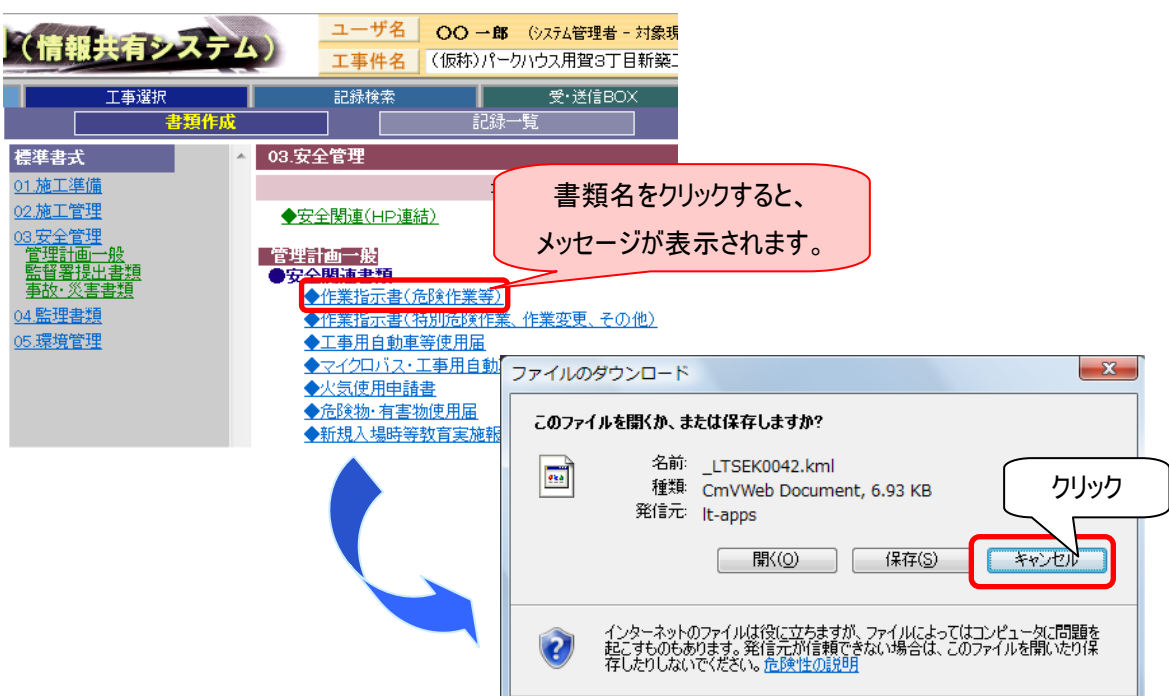 (情報共有システム)
ユーザ名
〇〇 一郎 (システム管理者 - 対象現
工事件名
(仮称)パークハウス用賀3丁目新築
工事選択
記録検索
受・送信BOX
書類作成
記録一覧
標準書式
01.施工準備
02.施工管理
03.安全管理
管理計画一般
監督署提出書類
事故・災害書類
04.監理書類
05.環境管理
03.安全管理
◆安全関連(HP連結)
管理計画一般
●安全関連書類
◆作業指示書(危険作業等)
◆作業指示書(特別危険作業、作業変更、その他)
◆工事用自動車等使用届
◆マイクロバス・工事用自動
◆火気使用申請書
◆危険物・有害物使用届
◆新規入場時等教育実施報
書類名をクリックすると、
メッセージが表示されます。
ファイルのダウンロード
このファイルを開くか、または保存しますか?
名前: _LTSEK0042.kml
種類: CmVWeb Document, 6.93 KB
発信元: lt-apps
クリック
開く(O)
保存(S)
キャンセル
インターネットのファイルは役に立ちますが、ファイルによってはコンピュータに問題を
起こすものもあります。発信元が信頼できない場合は、このファイルを開いたり保
存したりしないでください。危険性の説明